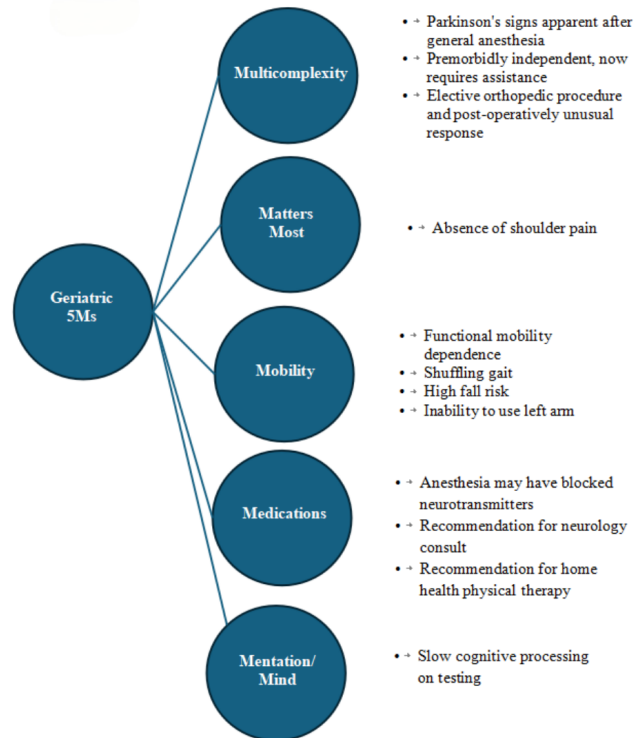 Multicomplexity
• → Parkinson's signs apparent after
general anesthesia
• → Premorbidly independent, now
requires assistance
• → Elective orthopedic procedure
and post-operatively unusual
response
Matters
Most
• → Absence of shoulder pain
Geriatric
5Ms
Mobility
• → Functional mobility
dependence
• → Shuffling gait
• → High fall risk
• → Inability to use left arm
Medications
• → Anesthesia may have blocked
neurotransmitters
• → Recommendation for neurology
consult
• → Recommendation for home
health physical therapy
Mentation/
Mind
• → Slow cognitive processing
on testing